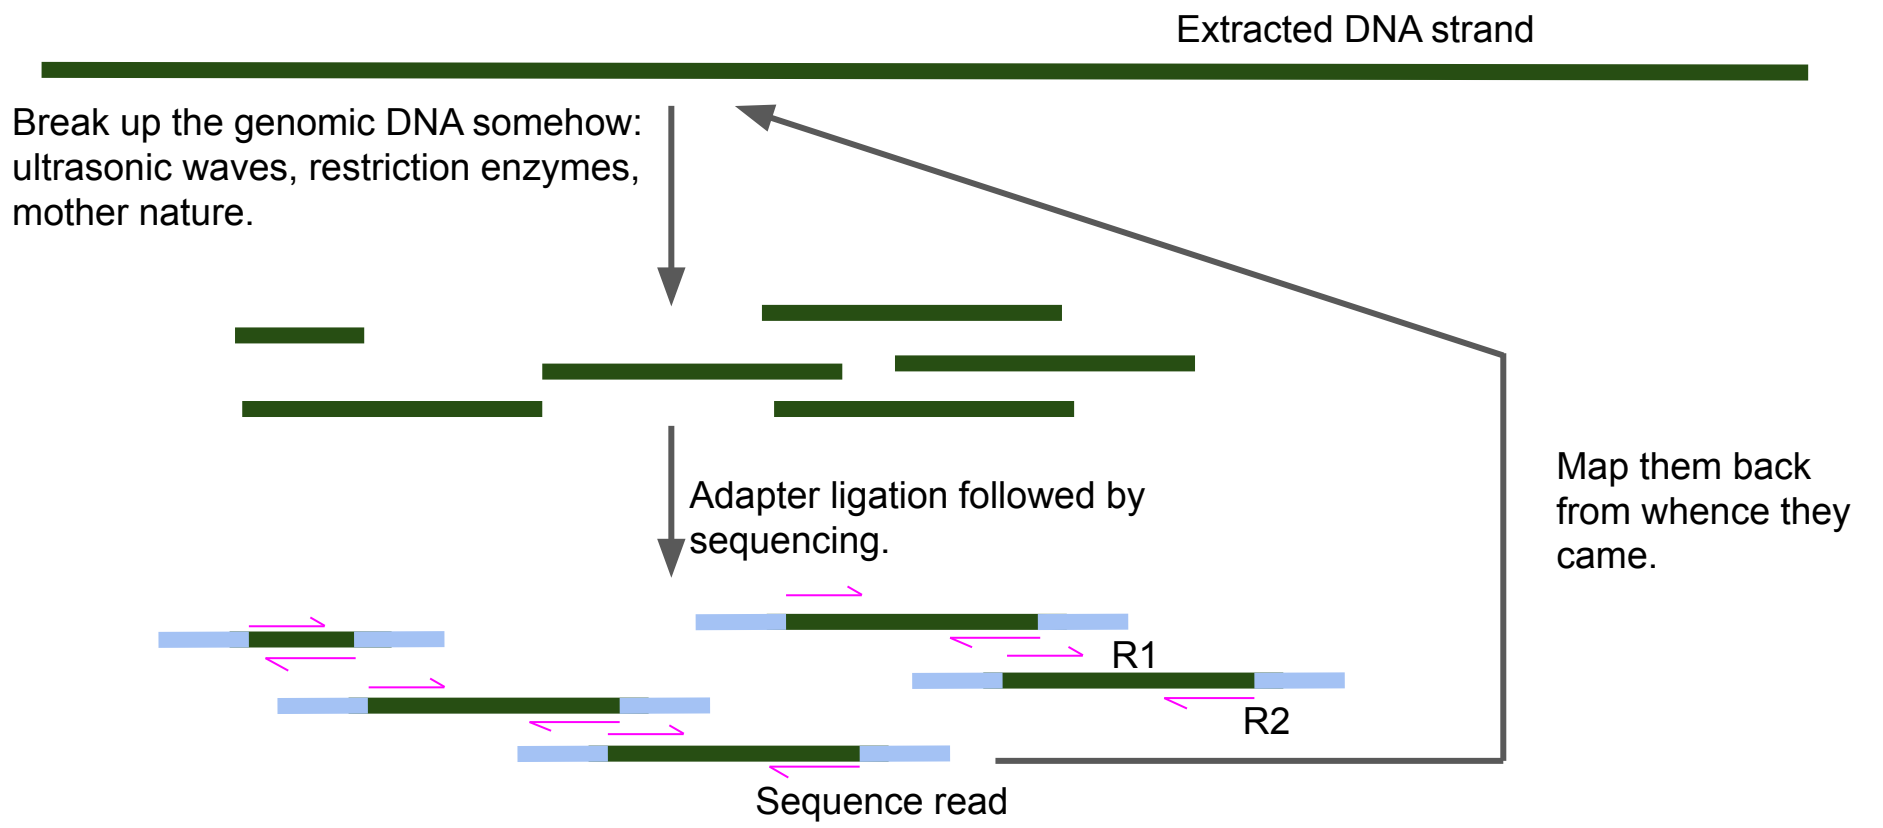 Extracted DNA strand
Break up the genomic DNA somehow:
ultrasonic waves, restriction enzymes,
mother nature.
Adapter ligation followed by
sequencing.
Map them back
from whence they
came.
R1
R2
Sequence read